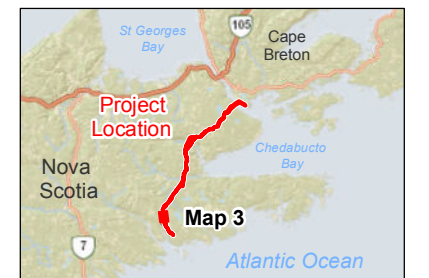 St Georges
Bay
105
Cape
Breton
Project
Location
Chedabucto
Bay
Nova
Scotia
Map 3
7
Atlantic Ocean